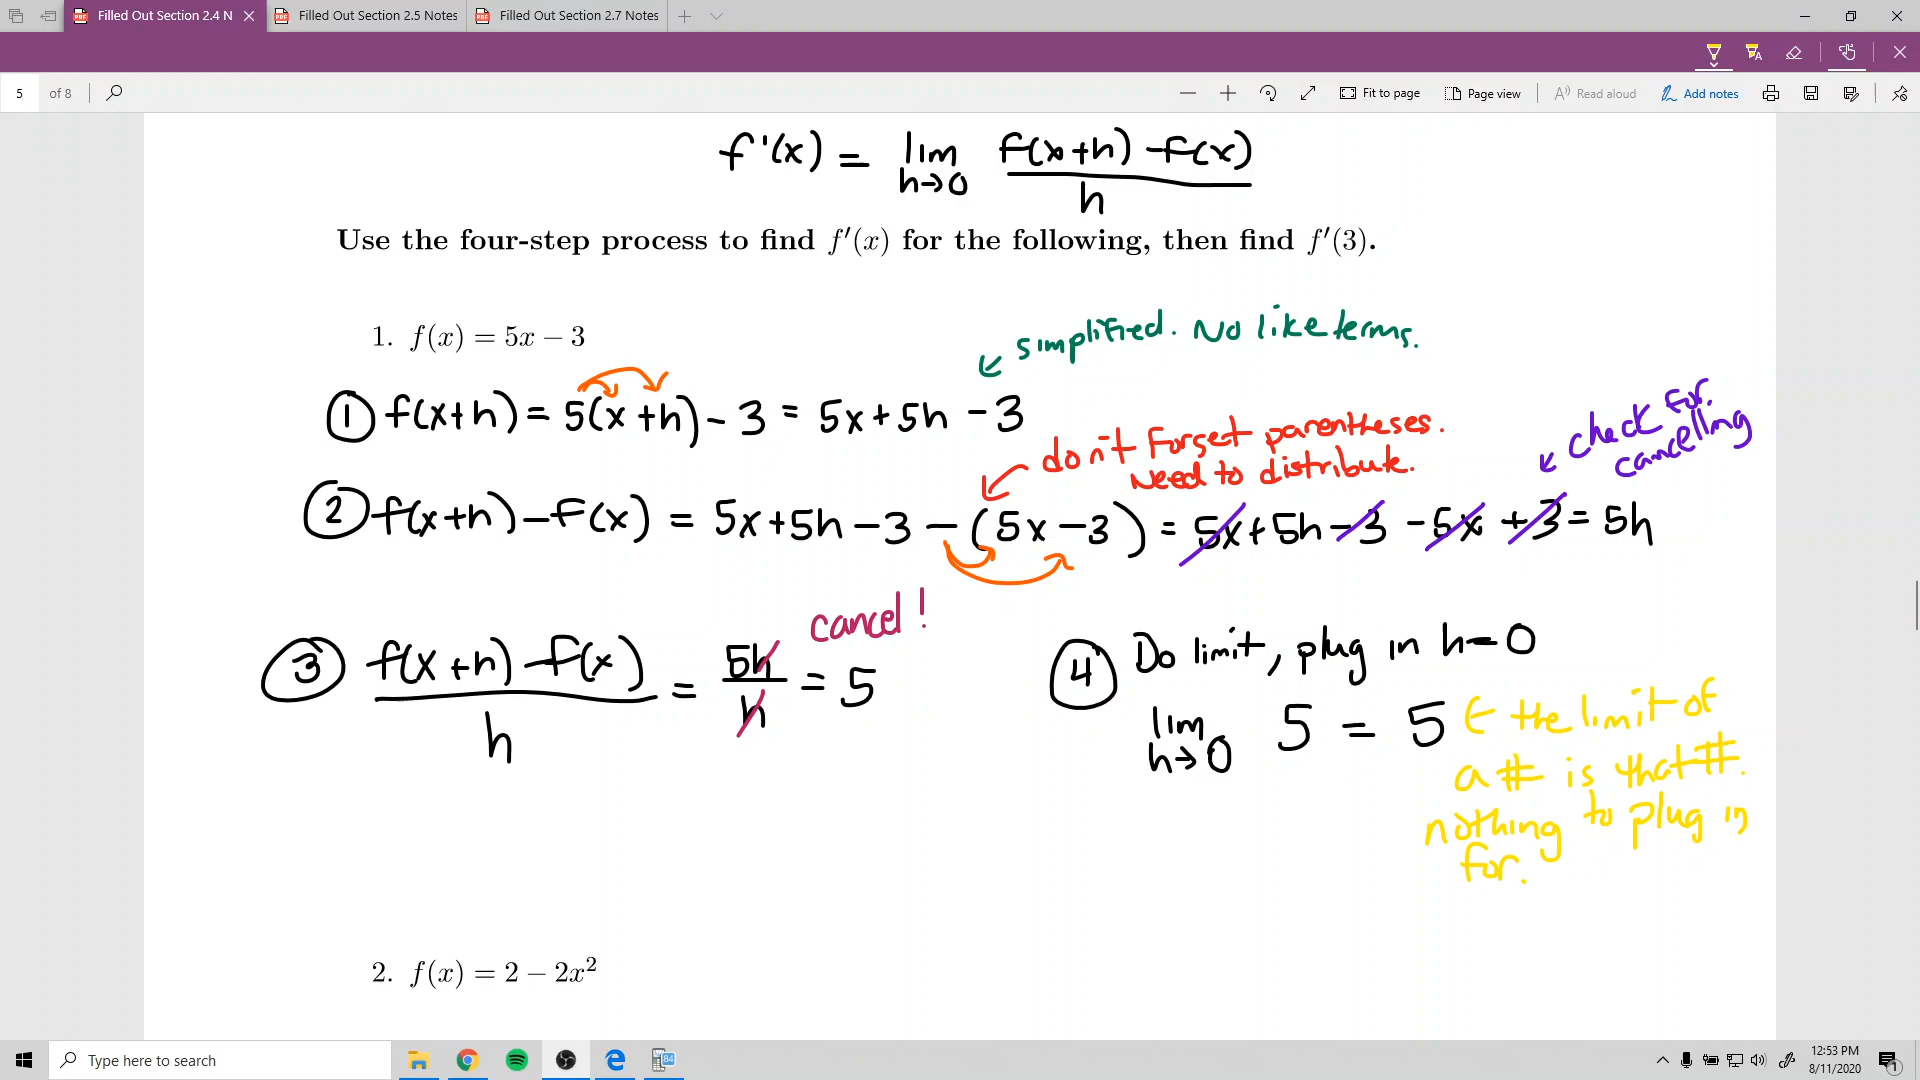 Filled Out Section 2.4 N
Filled Out Section 2.5 Notes
Filled Out Section 2.7 Notes
5 of 8
Fit to page
Page view
Read aloud
Add notes
f'(x) = lim h→0 f(x+h) - f(x) / h
Use the four-step process to find f′(x) for the following, then find f′(3).
1. f(x) = 5x − 3
simplified. No like terms.
① f(x+h) = 5(x+h) - 3 = 5x + 5h - 3
don't forget parentheses.
Need to distribute.
check for
cancelling
② f(x+h) - f(x) = 5x + 5h - 3 - (5x - 3) = 5x + 5h - 3 - 5x + 3 = 5h
③ f(x+h) - f(x) / h = 5h / h = 5
cancel!
④ Do limit, plug in h=0
lim h→0 5 = 5
← the limit of
a # is that #.
nothing to plug in
for.
2. f(x) = 2 − 2x²
Type here to search
84
12:53 PM
8/11/2020
1